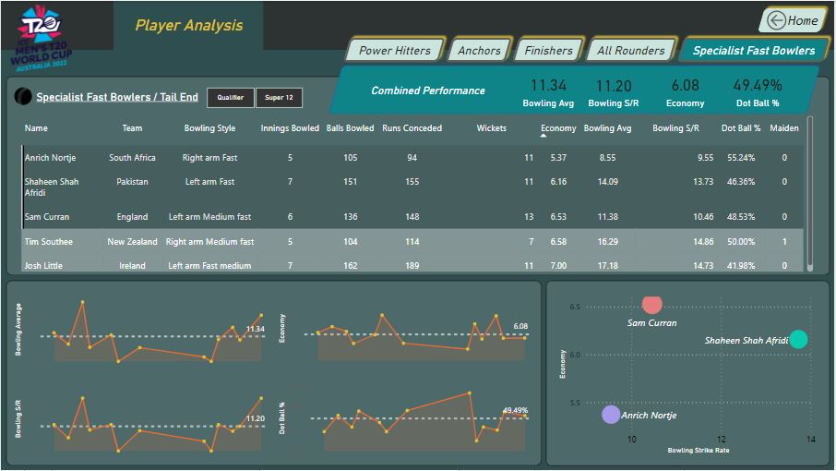 T20
ICC MEN'S T20
WORLD CUP
AUSTRALIA 2022
Player Analysis
Home
Power Hitters
Anchors
Finishers
All Rounders
Specialist Fast Bowlers
Specialist Fast Bowlers / Tail End
Qualifier
Super 12
Combined Performance
11.34 11.20 6.08 49.49%
Bowling Avg Bowling S/R Economy Dot Ball %
Name Team Bowling Style Innings Bowled Balls Bowled Runs Conceded Wickets Economy Bowling Avg Bowling S/R Dot Ball % Maiden
Anrich Nortje South Africa Right arm Fast 5 105 94 11 5.37 8.55 9.55 55.24% 0
Shaheen Shah Pakistan Left arm Fast 7 151 155 11 6.16 14.09 13.73 46.36% 0
Afridi
Sam Curran England Left arm Medium fast 6 136 148 13 6.53 11.38 10.46 48.53% 0
Tim Southee New Zealand Right arm Medium fast 5 104 114 7 6.58 16.29 14.86 50.00% 1
Josh Little Ireland Left arm Fast medium 7 162 189 11 7.00 17.18 14.73 41.98% 0
Bowling Average
11.34
Economy
6.08
Bowling S/R
11.20
Dot Ball %
49.49%
Economy
6.5
6.0
5.5
Sam Curran
Shaheen Shah Afridi
Anrich Nortje
10 12 14
Bowling Strike Rate